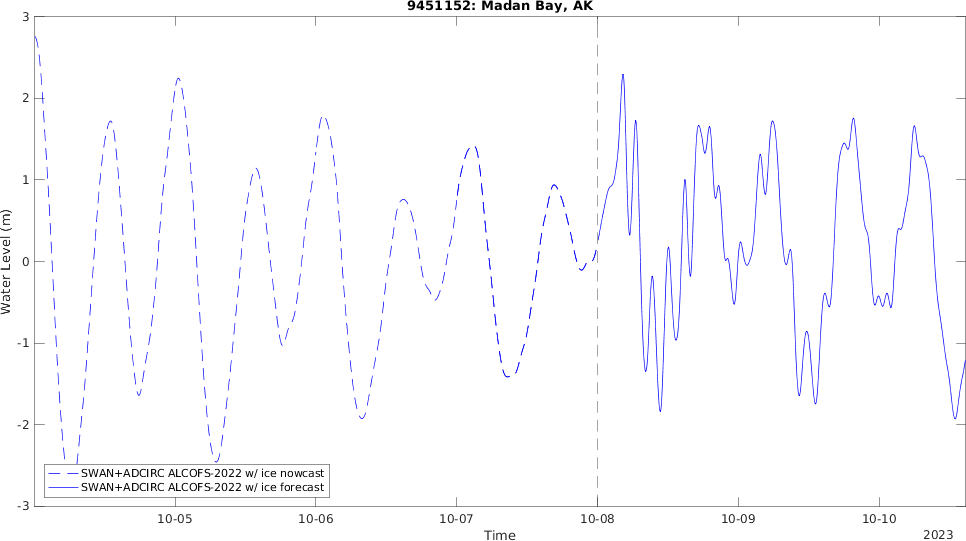 9451152: Madan Bay, AK
3
2
1
0
-1
-2
-3
Water Level (m)
SWAN+ADCIRC ALCOFS-2022 w/ ice nowcast
SWAN+ADCIRC ALCOFS-2022 w/ ice forecast
10-05 10-06 10-07 10-08 10-09 10-10
Time
2023